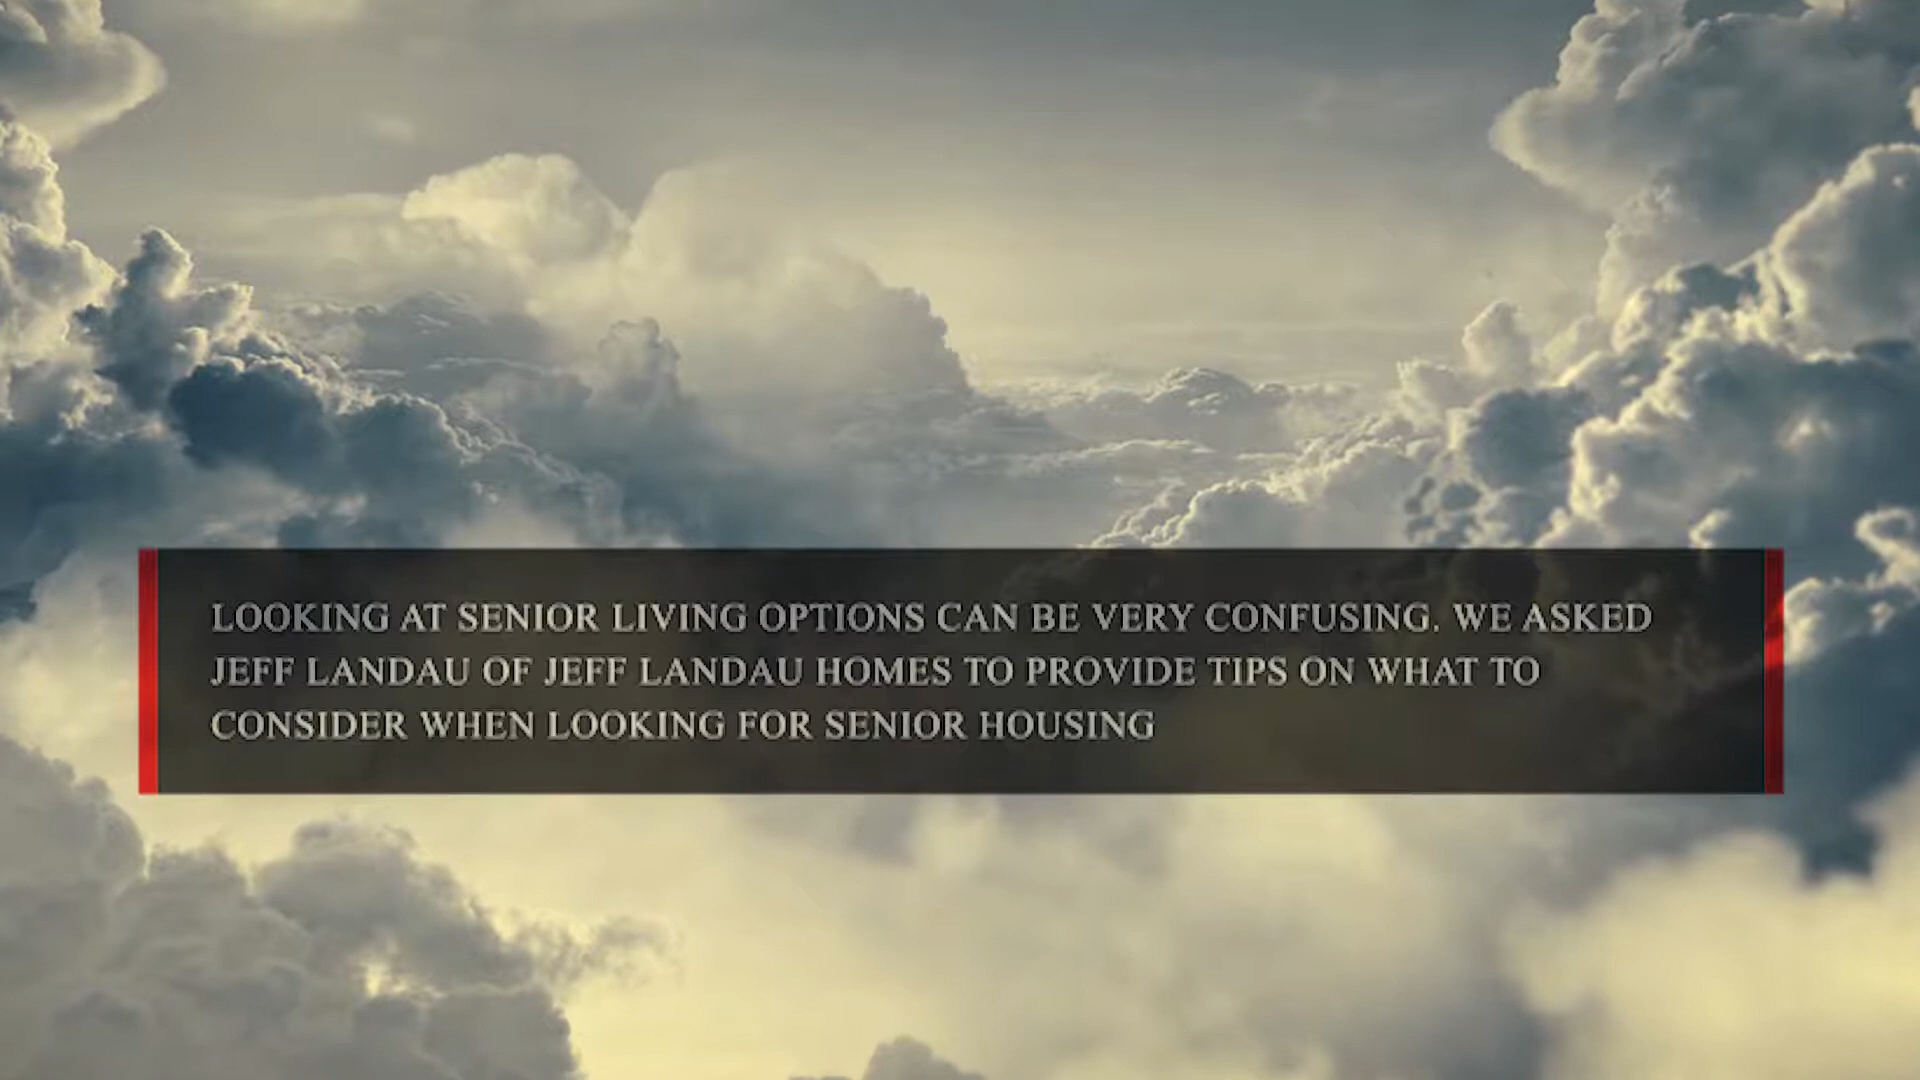 LOOKING AT SENIOR LIVING OPTIONS CAN BE VERY CONFUSING. WE ASKED
JEFF LANDAU OF JEFF LANDAU HOMES TO PROVIDE TIPS ON WHAT TO
CONSIDER WHEN LOOKING FOR SENIOR HOUSING